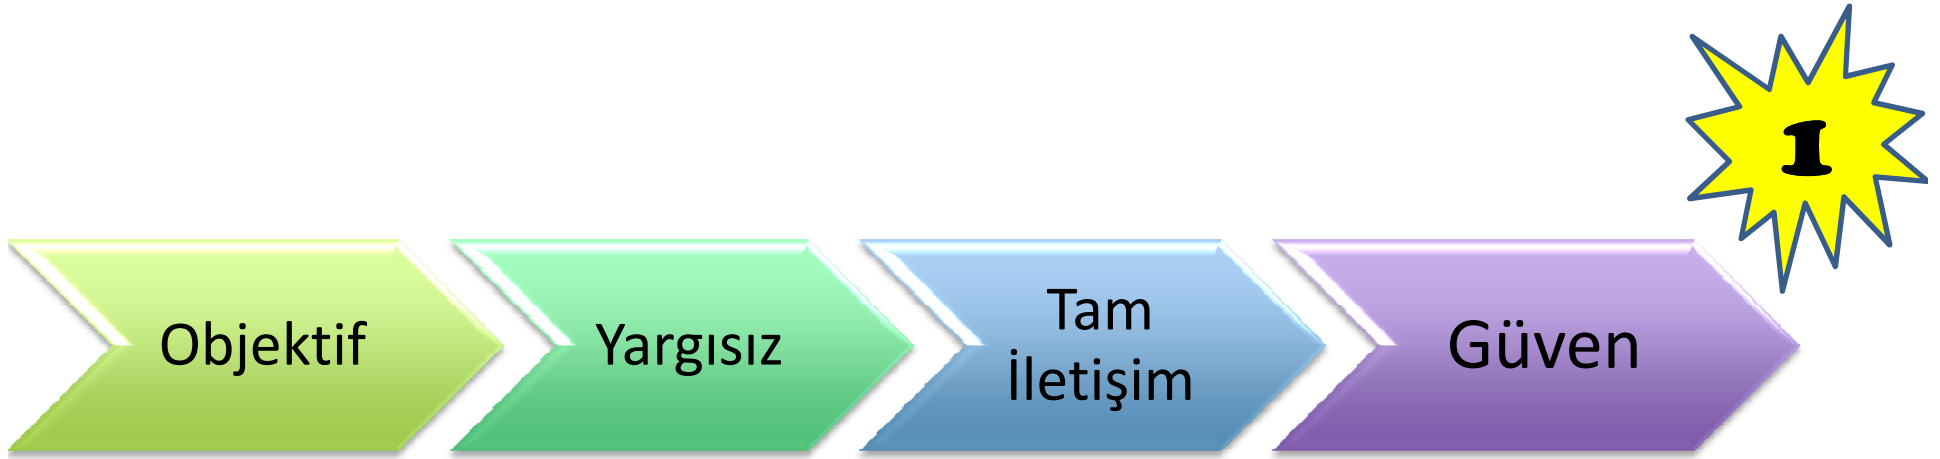 1
Objektif
Yargısız
Tam
İletişim
Güven